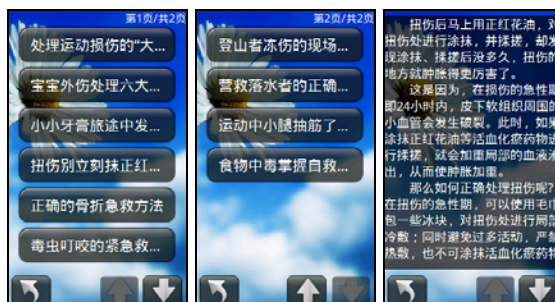 第1页/共2页
处理运动损伤的"大...
宝宝外伤处理六大...
小小牙膏旅途中发...
扭伤别立刻抹正红...
正确的骨折急救方法
毒虫叮咬的紧急救...
第2页/共2页
登山者冻伤的现场...
营救落水者的正确...
运动中小腿抽筋了...
食物中毒掌握自救...
扭伤后马上用正红花油，对
扭伤处进行涂抹，并揉搓，却发
现涂抹、揉搓后没多久，扭伤的
地方就肿胀得更厉害了。
这是因为，在损伤的急性期
即24小时内，皮下软组织周围的
小血管会发生破裂。此时，如果
涂抹正红花油等活血化瘀药物进
行揉搓，就会加重局部的血液渗
出，从而使肿胀加重。
那么如何正确处理扭伤呢？
在扭伤的急性期，可以使用毛巾
包一些冰块，对扭伤处进行局部
冷敷；同时避免过多活动，严禁
热敷，也不可涂抹活血化瘀药物